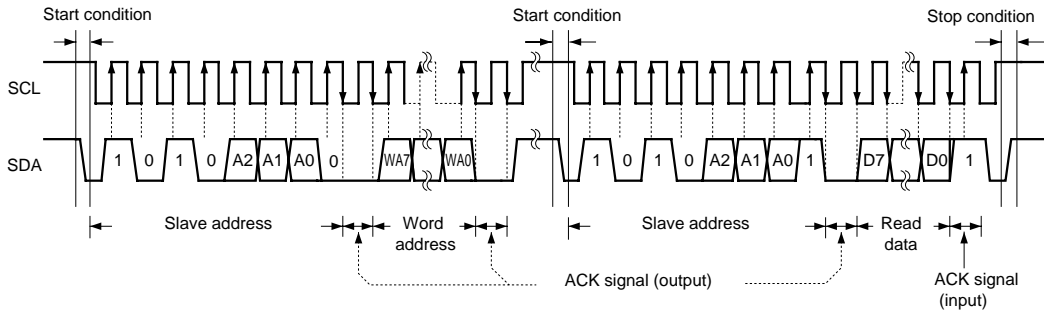 Start condition
Start condition
Stop condition
SCL
SDA
1 0 1 0 A2 A1 A0 0 WA7 WA0 1 0 1 0 A2 A1 A0 1 D7 D0 1
Slave address
Word
address
Slave address
Read
data
ACK signal (output)
ACK signal
(input)